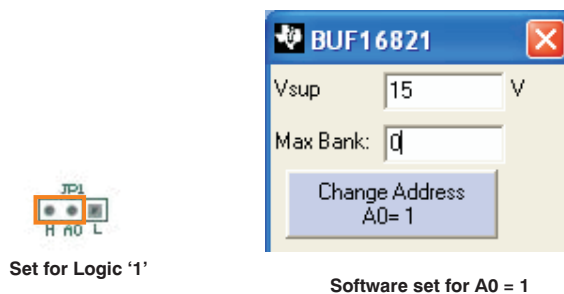 BUF16821
Vsup 15 V
Max Bank: 0
Change Address
A0= 1
JP1
H A0 L
Set for Logic ‘1’
Software set for A0 = 1